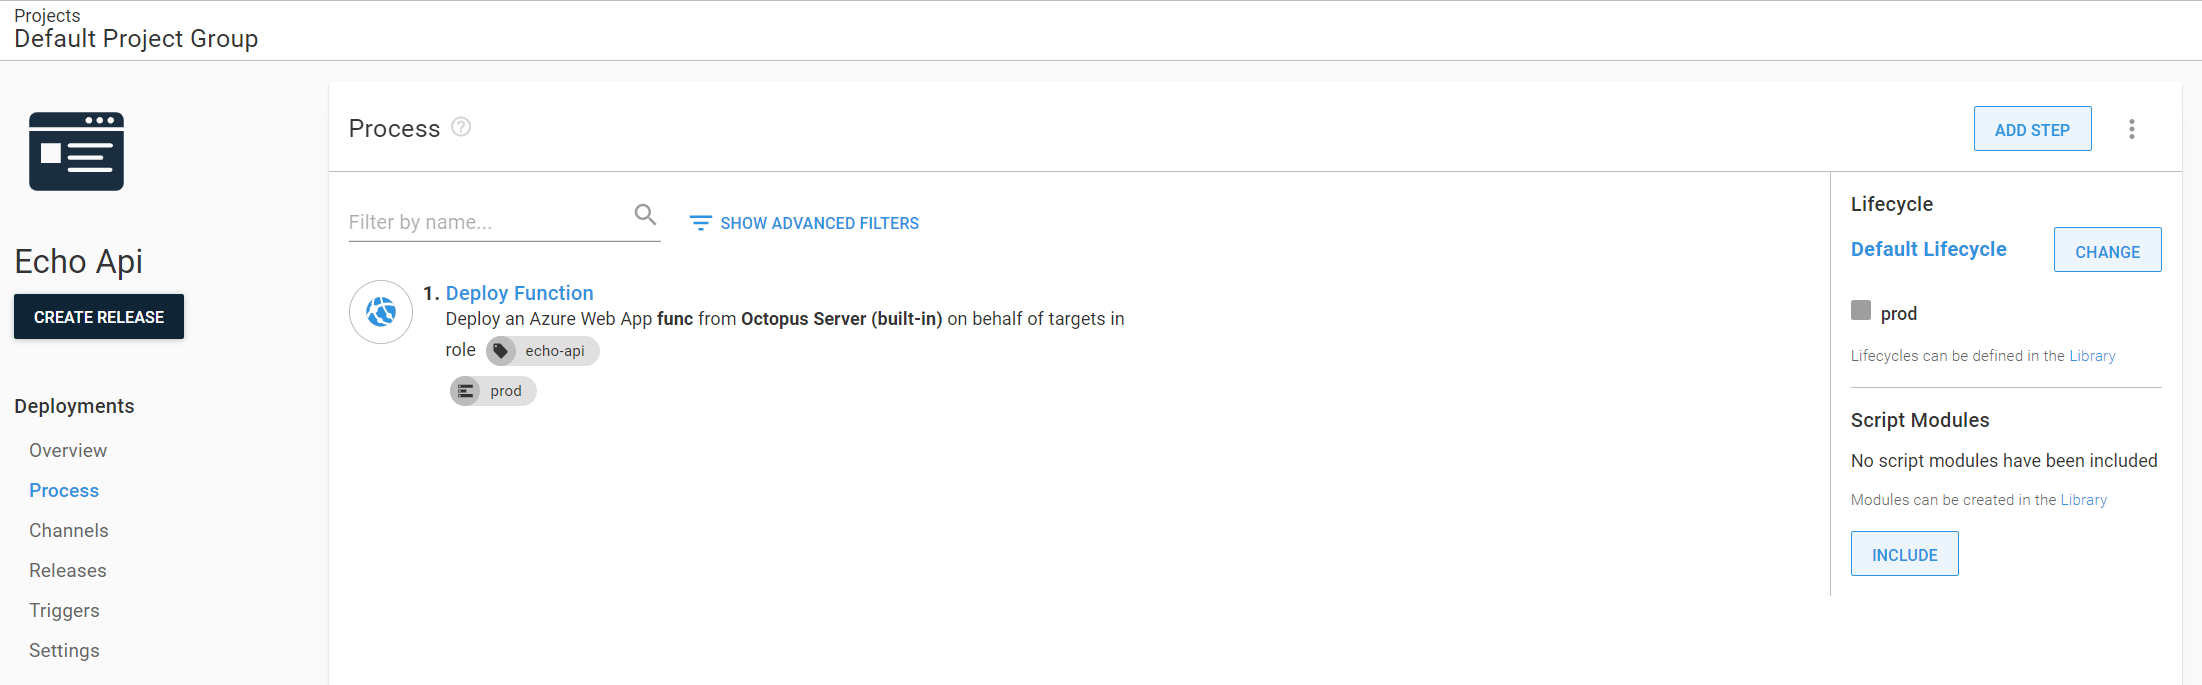 Projects
Default Project Group
Echo Api
CREATE RELEASE
Deployments
Overview
Process
Channels
Releases
Triggers
Settings
Process ?
ADD STEP
Filter by name...
SHOW ADVANCED FILTERS
1. Deploy Function
Deploy an Azure Web App func from Octopus Server (built-in) on behalf of targets in
role echo-api
prod
Lifecycle
Default Lifecycle
CHANGE
prod
Lifecycles can be defined in the Library
Script Modules
No script modules have been included
Modules can be created in the Library
INCLUDE